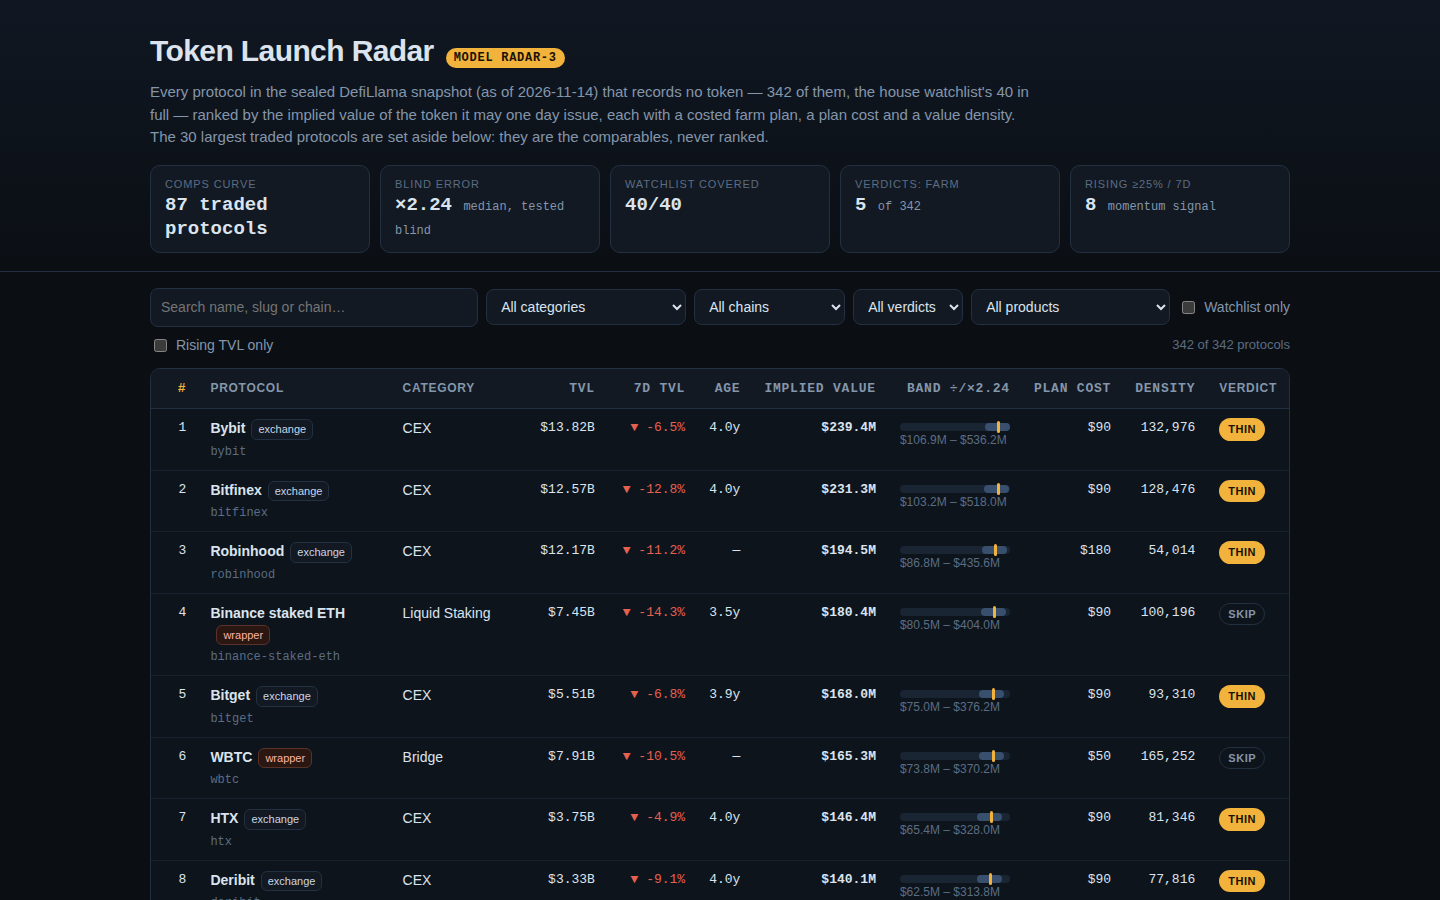 Token Launch Radar MODEL RADAR-3
Every protocol in the sealed DefiLlama snapshot (as of 2026-11-14) that records no token — 342 of them, the house watchlist's 40 in
full — ranked by the implied value of the token it may one day issue, each with a costed farm plan, a plan cost and a value density.
The 30 largest traded protocols are set aside below: they are the comparables, never ranked.
COMPS CURVE
87 traded
protocols
BLIND ERROR
×2.24 median, tested
blind
WATCHLIST COVERED
40/40
VERDICTS: FARM
5 of 342
RISING ≥25% / 7D
8 momentum signal
Search name, slug or chain… All categories All chains All verdicts All products Watchlist only
Rising TVL only 342 of 342 protocols
# PROTOCOL CATEGORY TVL 7D TVL AGE IMPLIED VALUE BAND ÷/×2.24 PLAN COST DENSITY VERDICT
1 Bybit exchange CEX $13.82B ▼ -6.5% 4.0y $239.4M $90 132,976 THIN
bybit $106.9M – $536.2M
2 Bitfinex exchange CEX $12.57B ▼ -12.8% 4.0y $231.3M $90 128,476 THIN
bitfinex $103.2M – $518.0M
3 Robinhood exchange CEX $12.17B ▼ -11.2% — $194.5M $180 54,014 THIN
robinhood $86.8M – $435.6M
4 Binance staked ETH Liquid Staking $7.45B ▼ -14.3% 3.5y $180.4M $90 100,196 SKIP
wrapper $80.5M – $404.0M
binance-staked-eth
5 Bitget exchange CEX $5.51B ▼ -6.8% 3.9y $168.0M $90 93,310 THIN
bitget $75.0M – $376.2M
6 WBTC wrapper Bridge $7.91B ▼ -10.5% — $165.3M $50 165,252 SKIP
wbtc $73.8M – $370.2M
7 HTX exchange CEX $3.75B ▼ -4.9% 4.0y $146.4M $90 81,346 THIN
htx $65.4M – $328.0M
8 Deribit exchange CEX $3.33B ▼ -9.1% 4.0y $140.1M $90 77,816 THIN
$62.5M – $313.8M